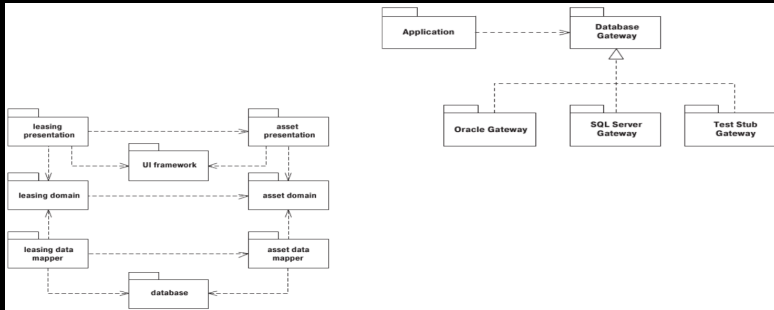 Application
Database
Gateway
Oracle Gateway
SQL Server
Gateway
Test Stub
Gateway
leasing
presentation
asset
presentation
UI framework
leasing domain
asset domain
leasing data
mapper
asset data
mapper
database